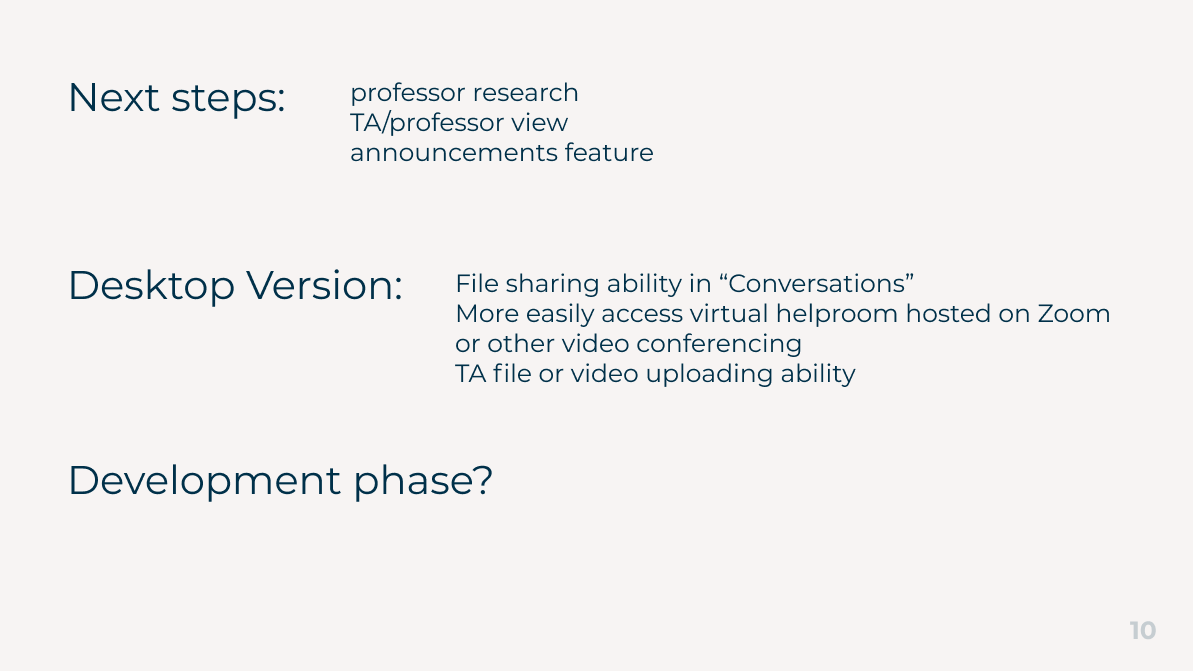 Next steps:
professor research
TA/professor view
announcements feature
Desktop Version:
File sharing ability in “Conversations”
More easily access virtual helproom hosted on Zoom
or other video conferencing
TA file or video uploading ability
Development phase?
10